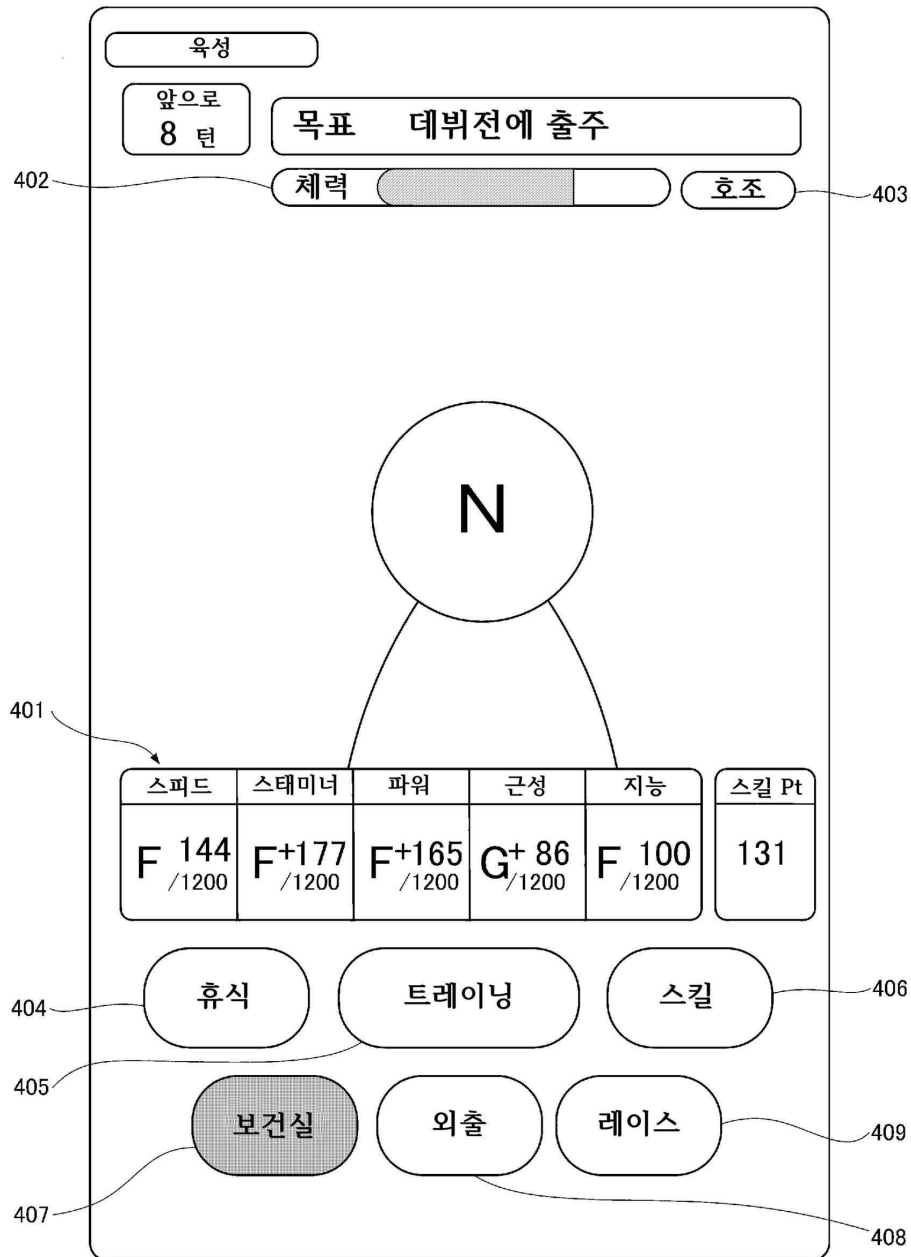 육성
앞으로
8 턴
목표 데뷔전에 출주
402
체력
호조
403
N
401
스피드 스태미너 파워 근성 지능 스킬 Pt
F 144 F+177 F+165 G+ 86 F 100 131
/1200 /1200 /1200 /1200 /1200
휴식 트레이닝 스킬
404
406
405
보건실 외출 레이스
409
407
408